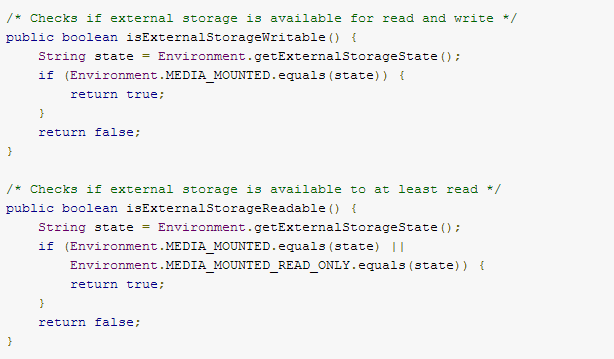 /* Checks if external storage is available for read and write */
public boolean isExternalStorageWritable() {
    String state = Environment.getExternalStorageState();
    if (Environment.MEDIA_MOUNTED.equals(state)) {
        return true;
    }
    return false;
}

/* Checks if external storage is available to at least read */
public boolean isExternalStorageReadable() {
    String state = Environment.getExternalStorageState();
    if (Environment.MEDIA_MOUNTED.equals(state) ||
        Environment.MEDIA_MOUNTED_READ_ONLY.equals(state)) {
        return true;
    }
    return false;
}